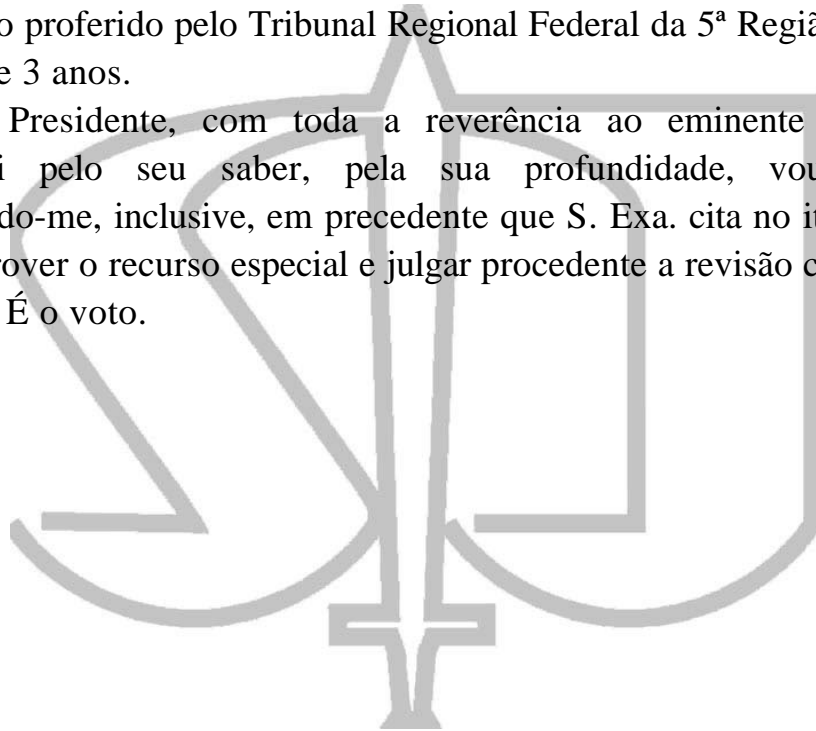 o proferido pelo Tribunal Regional Federal da 5ª Regiã
e 3 anos.
Presidente, com toda a reverência ao eminente
i pelo seu saber, pela sua profundidade, vou
do-me, inclusive, em precedente que S. Exa. cita no it
rover o recurso especial e julgar procedente a revisão c
É o voto.